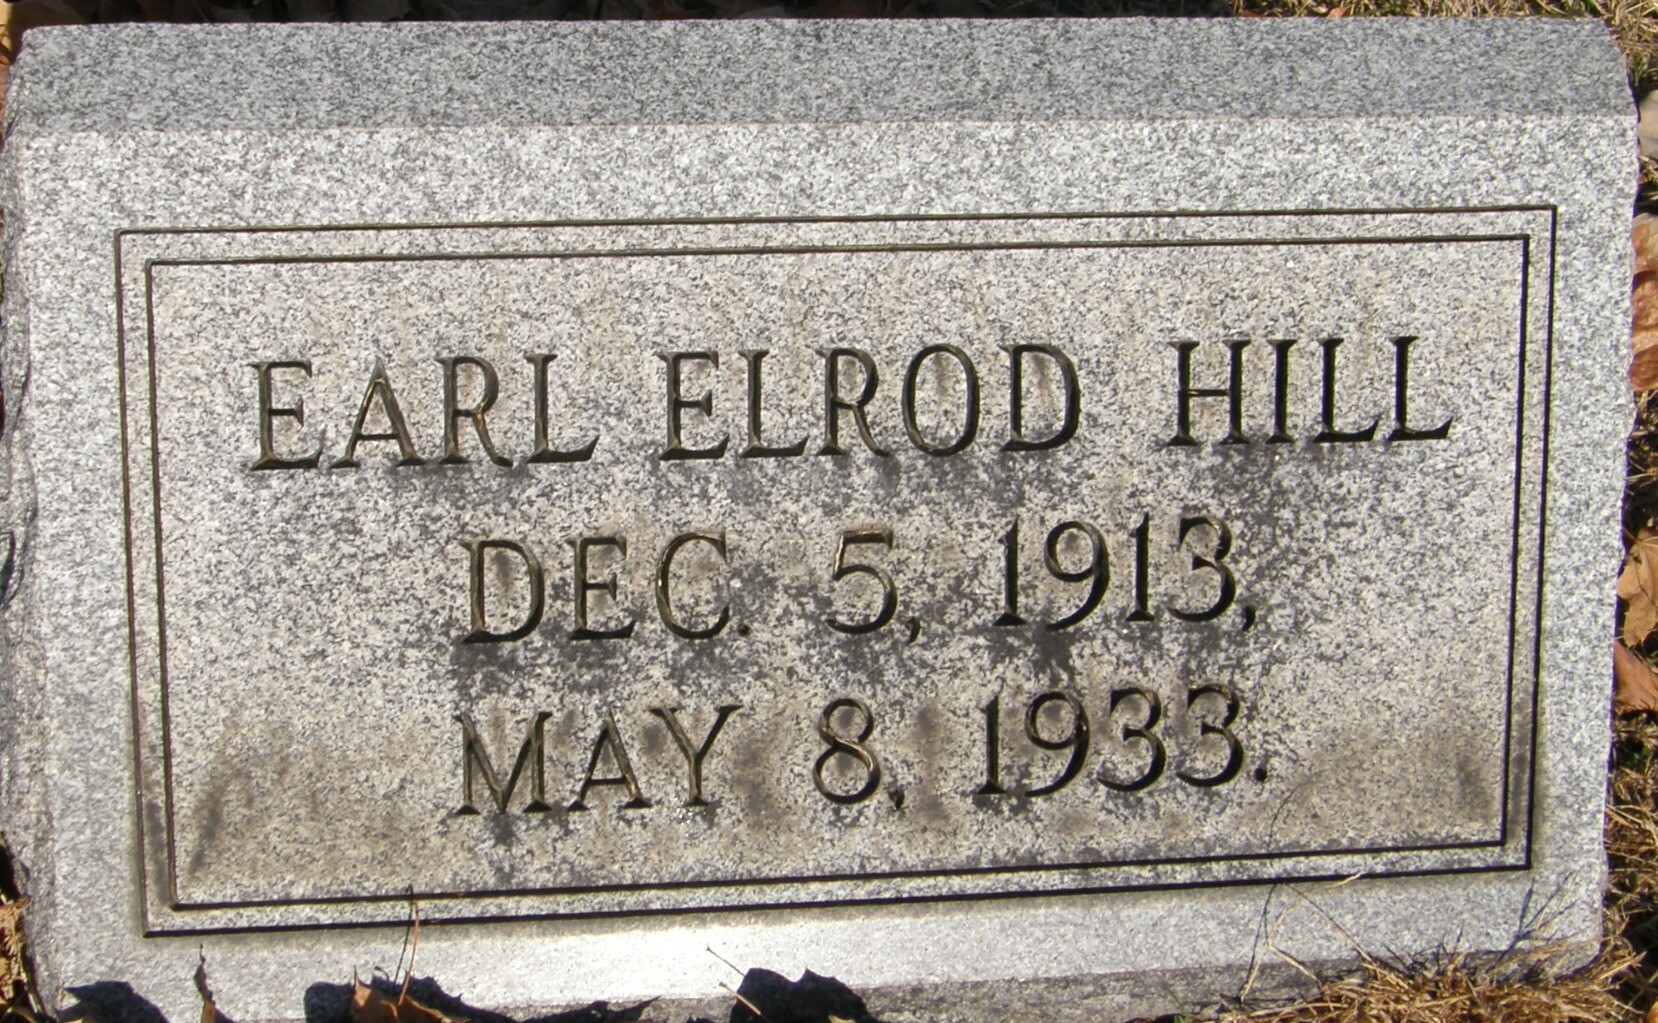 EARL ELROD HILL
DEC. 5, 1913,
MAY 8, 1933.